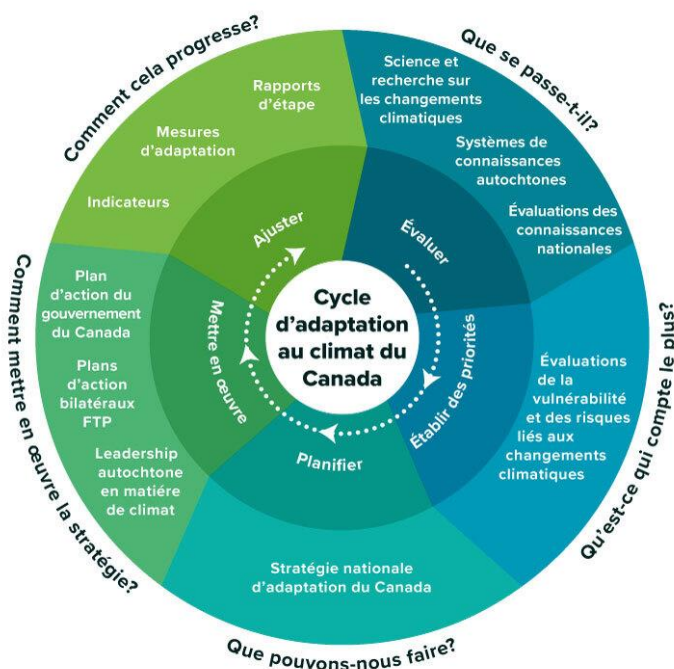 Cycle
d'adaptation
au climat du
Canada
Que se passe-t-il?
Évaluer
Science et
recherche sur
les changements
climatiques
Systèmes de
connaissances
autochtones
Évaluations des
connaissances
nationales
Qu'est-ce qui compte le plus?
Établir des priorités
Évaluations
de la
vulnérabilité
et des risques
liés aux
changements
climatiques
Que pouvons-nous faire?
Planifier
Stratégie nationale
d'adaptation du Canada
Comment mettre en œuvre la stratégie?
Mettre en œuvre
Plan
d'action du
gouvernement
du Canada
Plans
d'action
bilatéraux
FTP
Leadership
autochtone
en matiére
de climat
Comment cela progresse?
Ajuster
Indicateurs
Mesures
d'adaptation
Rapports
d'étape